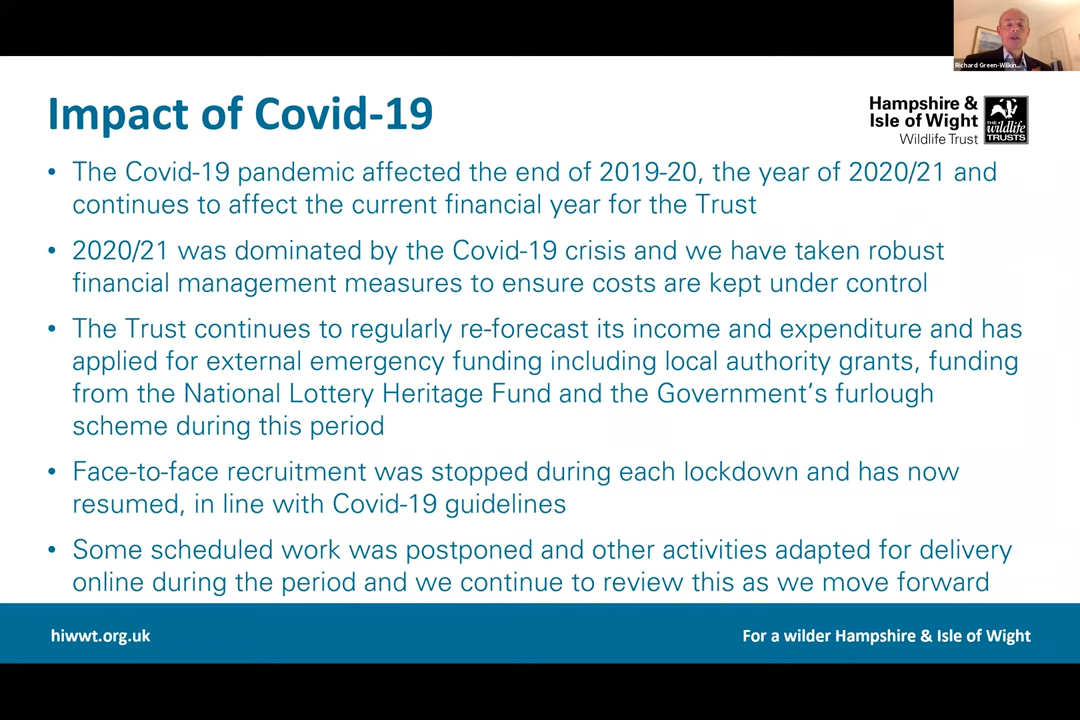 Richard Green-Wilkin...
Impact of Covid-19
Hampshire &
Isle of Wight
Wildlife Trust
THE
wildlife
TRUSTS
• The Covid-19 pandemic affected the end of 2019-20, the year of 2020/21 and
continues to affect the current financial year for the Trust
• 2020/21 was dominated by the Covid-19 crisis and we have taken robust
financial management measures to ensure costs are kept under control
• The Trust continues to regularly re-forecast its income and expenditure and has
applied for external emergency funding including local authority grants, funding
from the National Lottery Heritage Fund and the Government’s furlough
scheme during this period
• Face-to-face recruitment was stopped during each lockdown and has now
resumed, in line with Covid-19 guidelines
• Some scheduled work was postponed and other activities adapted for delivery
online during the period and we continue to review this as we move forward
hiwwt.org.uk
For a wilder Hampshire & Isle of Wight